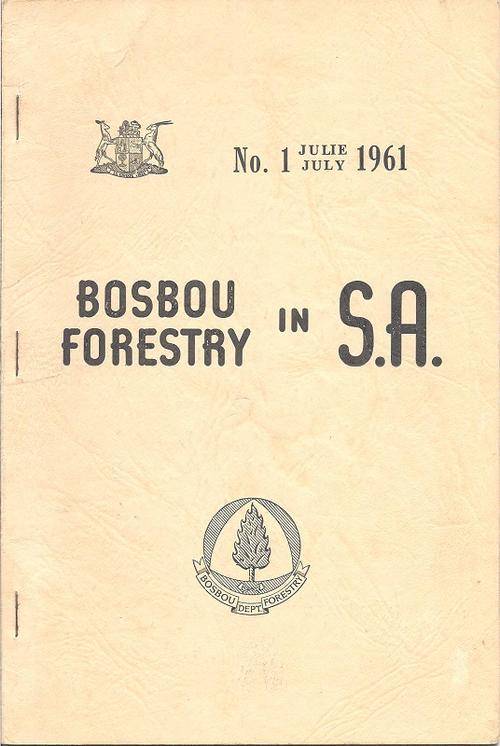 No. 1 JULIE JULY 1961
BOSBOU
FORESTRY IN S.A.
BOSBOU DEPT. FORESTRY